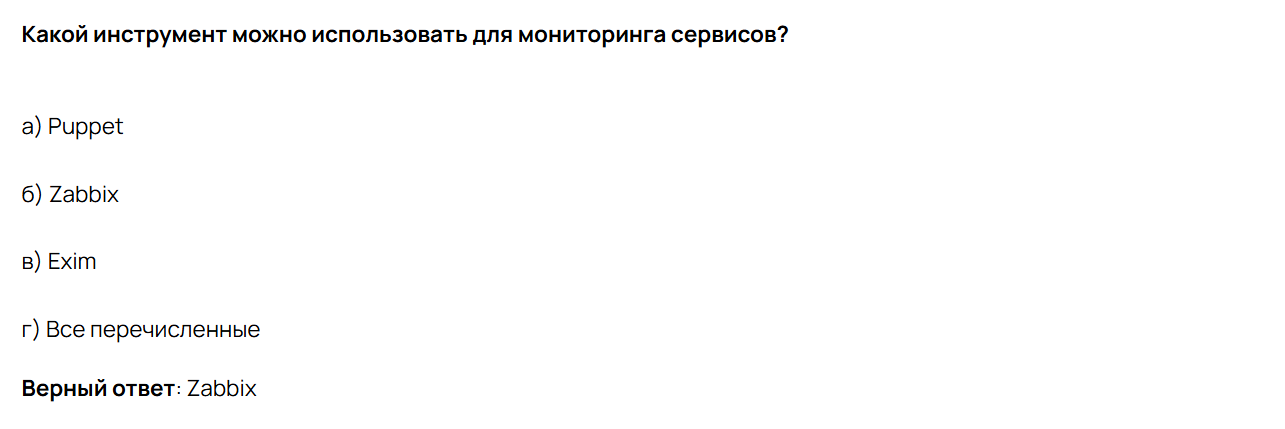 Какой инструмент можно использовать для мониторинга сервисов?
а) Puppet
б) Zabbix
в) Exim
г) Все перечисленные
Верный ответ: Zabbix